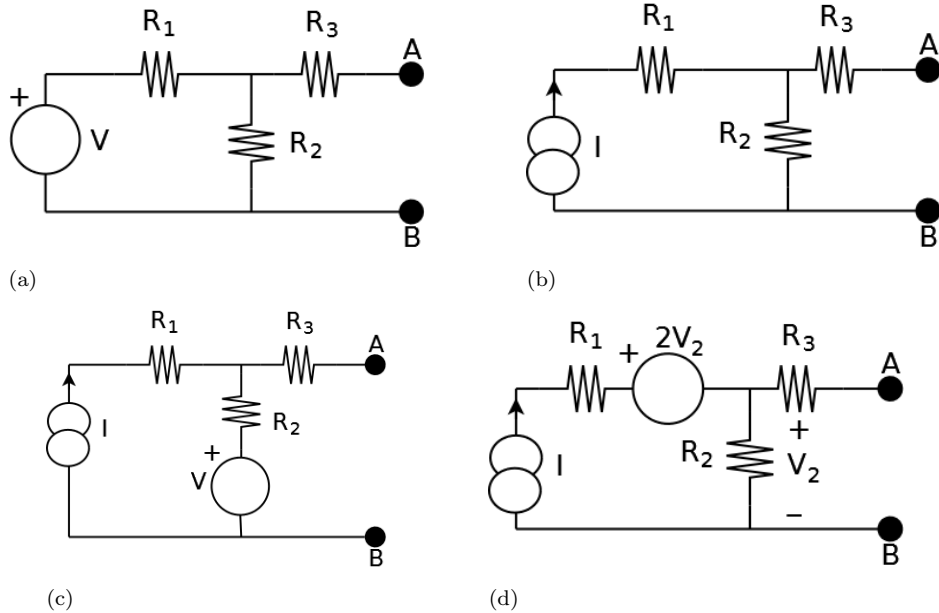 R₁ R₃ A
+ V R₂
B
(a)
R₁ R₃ A
I R₂
B
(b)
R₁ R₃ A
I R₂
+ V
B
(c)
R₁ + 2V₂ R₃ A
I R₂ + V₂ −
B
(d)